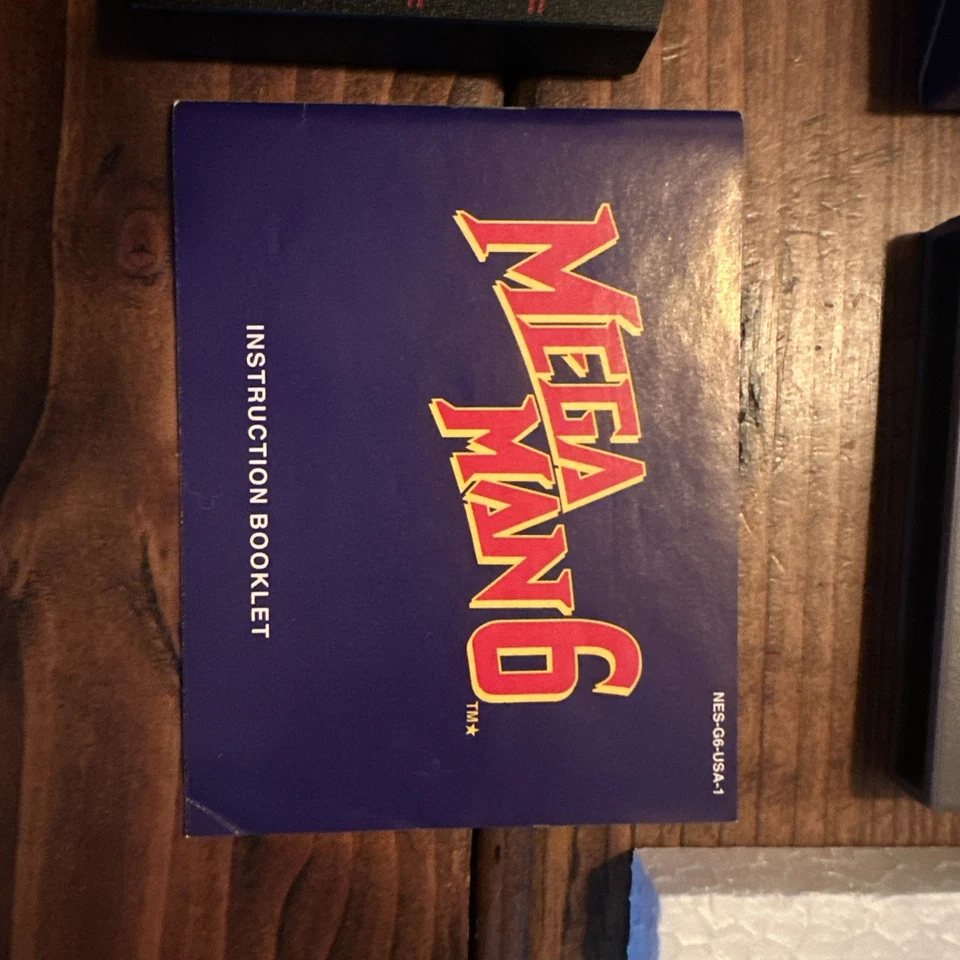 NES-G6-USA-1
MEGA
MAN 6
TM★
INSTRUCTION BOOKLET